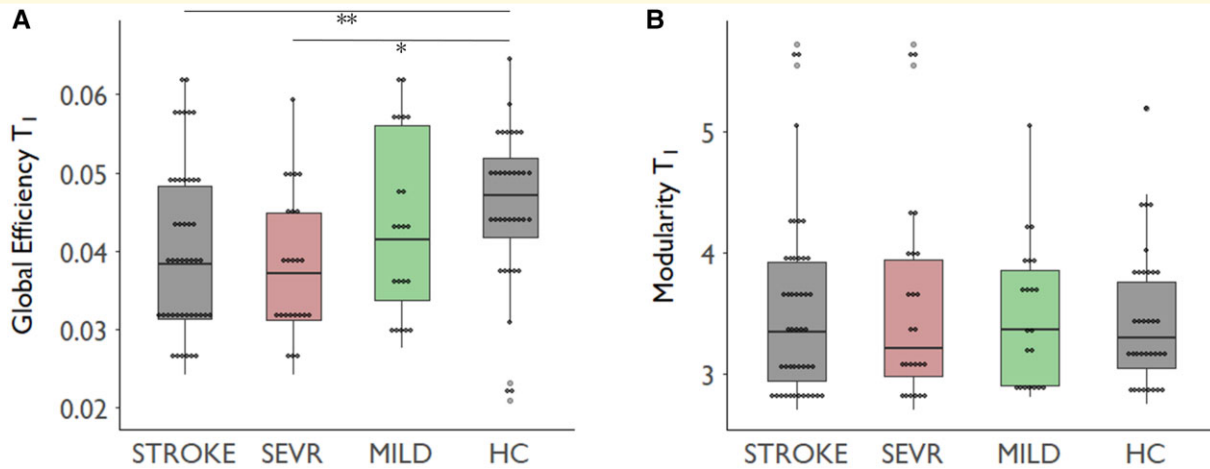 A
**
*
Global Efficiency T1
0.06
0.05
0.04
0.03
0.02
STROKE SEVR MILD HC
B
Modularity T1
5
4
3
STROKE SEVR MILD HC